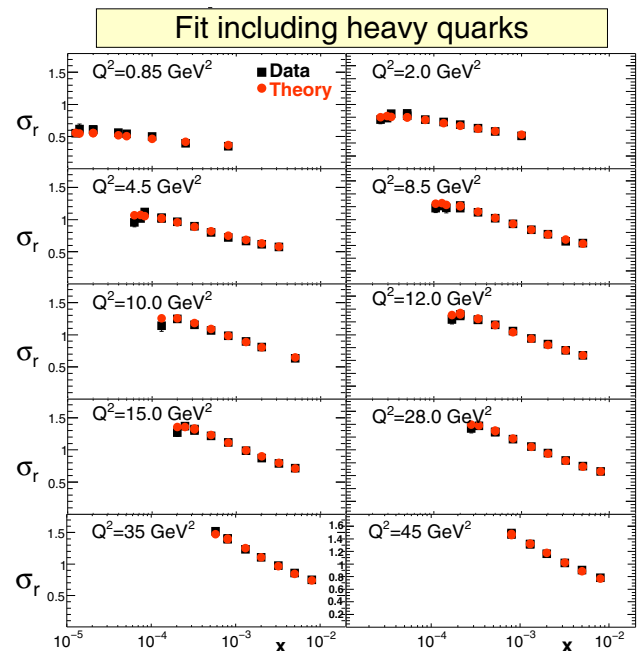 Fit including heavy quarks
Q²=0.85 GeV²
Data
Theory
Q²=2.0 GeV²
1.5
1
0.5
σr
Q²=4.5 GeV²
Q²=8.5 GeV²
1.5
1
0.5
σr
Q²=10.0 GeV²
Q²=12.0 GeV²
1.5
1
0.5
σr
Q²=15.0 GeV²
Q²=28.0 GeV²
1.5
1
0.5
σr
Q²=35 GeV²
Q²=45 GeV²
1.5
1
0.5
σr
1.6
1.4
1.2
1
0.8
0.6
0.4
0.2
10⁻⁵ 10⁻⁴ 10⁻³ x 10⁻² 10⁻⁴ 10⁻³ x 10⁻²